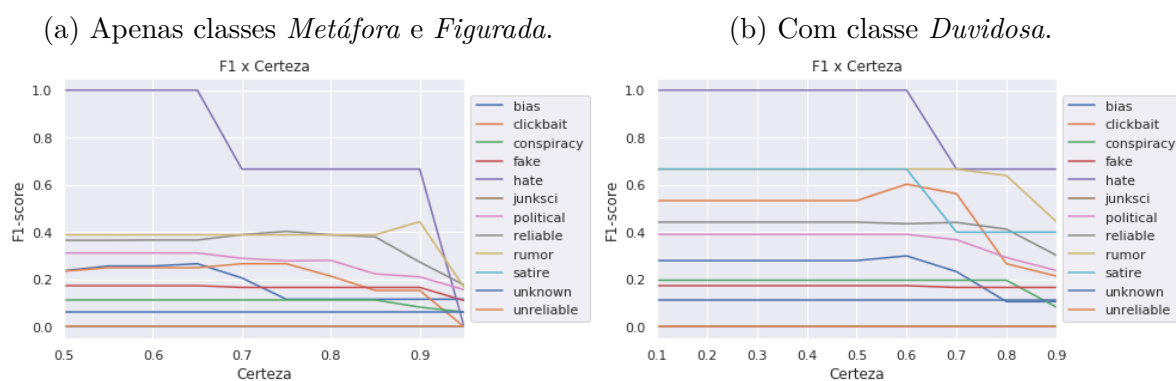 (a) Apenas classes Metáfora e Figurada.
F1 x Certeza
F1-score
1.0
0.8
0.6
0.4
0.2
0.0
0.5 0.6 0.7 0.8 0.9
Certeza
bias
clickbait
conspiracy
fake
hate
junksci
political
reliable
rumor
satire
unknown
unreliable
(b) Com classe Duvidosa.
F1 x Certeza
F1-score
1.0
0.8
0.6
0.4
0.2
0.0
0.1 0.2 0.3 0.4 0.5 0.6 0.7 0.8 0.9
Certeza
bias
clickbait
conspiracy
fake
hate
junksci
political
reliable
rumor
satire
unknown
unreliable